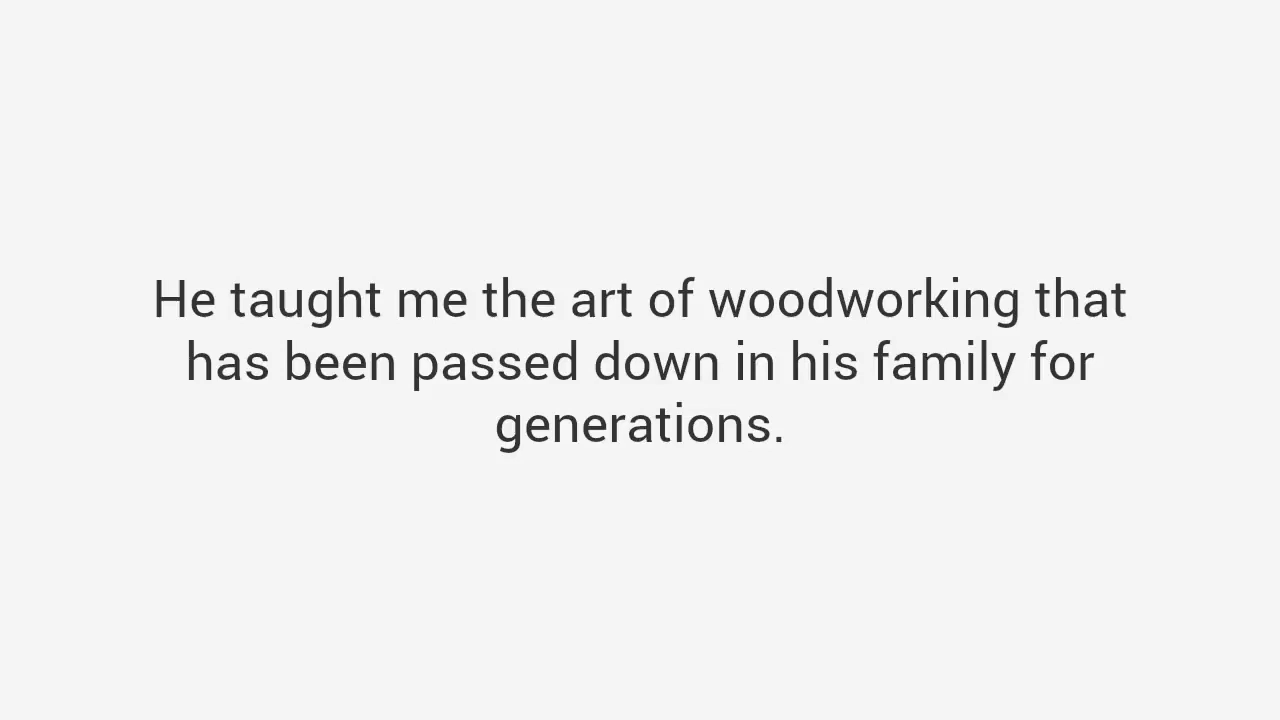 He taught me the art of woodworking that
has been passed down in his family for
generations.